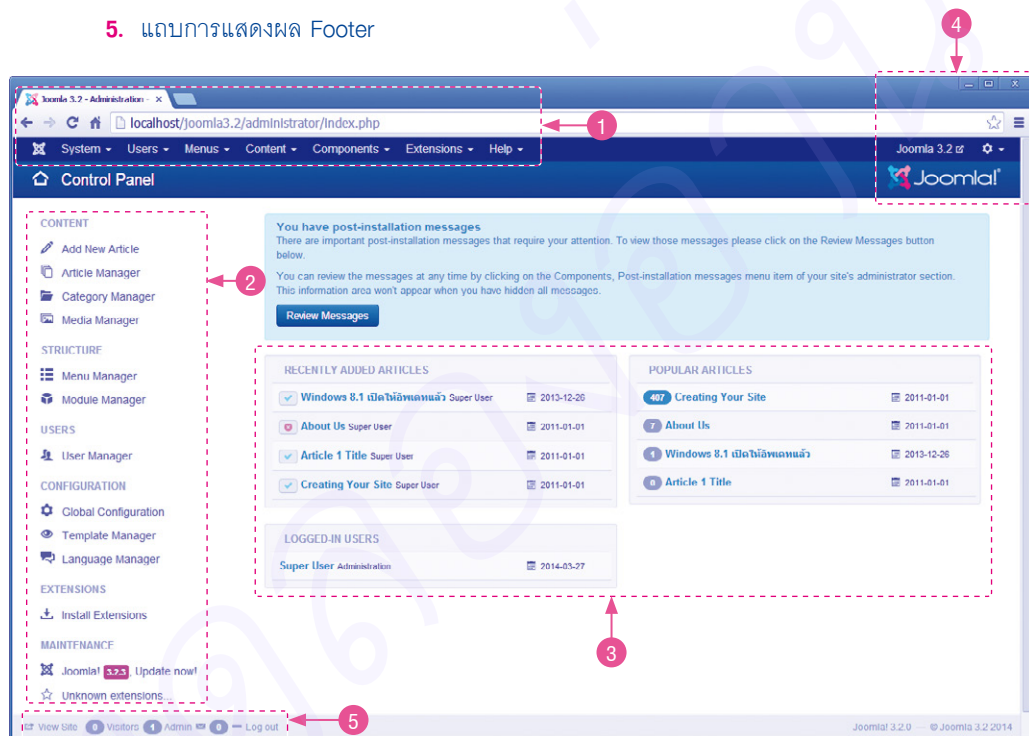 5. แถบการแสดงผล Footer
4
Joomla 3.2 - Administration -
localhost/joomla3.2/administrator/index.php
1
System Users Menus Content Components Extensions Help
Joomla 3.2
Control Panel
Joomla!
CONTENT
Add New Article
Article Manager
Category Manager
Media Manager
STRUCTURE
Menu Manager
Module Manager
USERS
User Manager
CONFIGURATION
Global Configuration
Template Manager
Language Manager
EXTENSIONS
Install Extensions
MAINTENANCE
Joomla! 3.2.3, Update now!
Unknown extensions...
2
You have post-installation messages
There are important post-installation messages that require your attention. To view those messages please click on the Review Messages button
below.
You can review the messages at any time by clicking on the Components, Post-installation messages menu item of your site's administrator section.
This information area won't appear when you have hidden all messages.
Review Messages
RECENTLY ADDED ARTICLES
Windows 8.1 เปิดให้อัพเดทแล้ว Super User 2013-12-26
About Us Super User 2011-01-01
Article 1 Title Super User 2011-01-01
Creating Your Site Super User 2011-01-01
POPULAR ARTICLES
407 Creating Your Site 2011-01-01
7 About Us 2011-01-01
1 Windows 8.1 เปิดให้อัพเดทแล้ว 2013-12-26
0 Article 1 Title 2011-01-01
LOGGED-IN USERS
Super User Administration 2014-03-27
3
View Site 0 Visitors 1 Admin 0 Log out
5
Joomla! 3.2.0 — © Joomla 3.2 2014